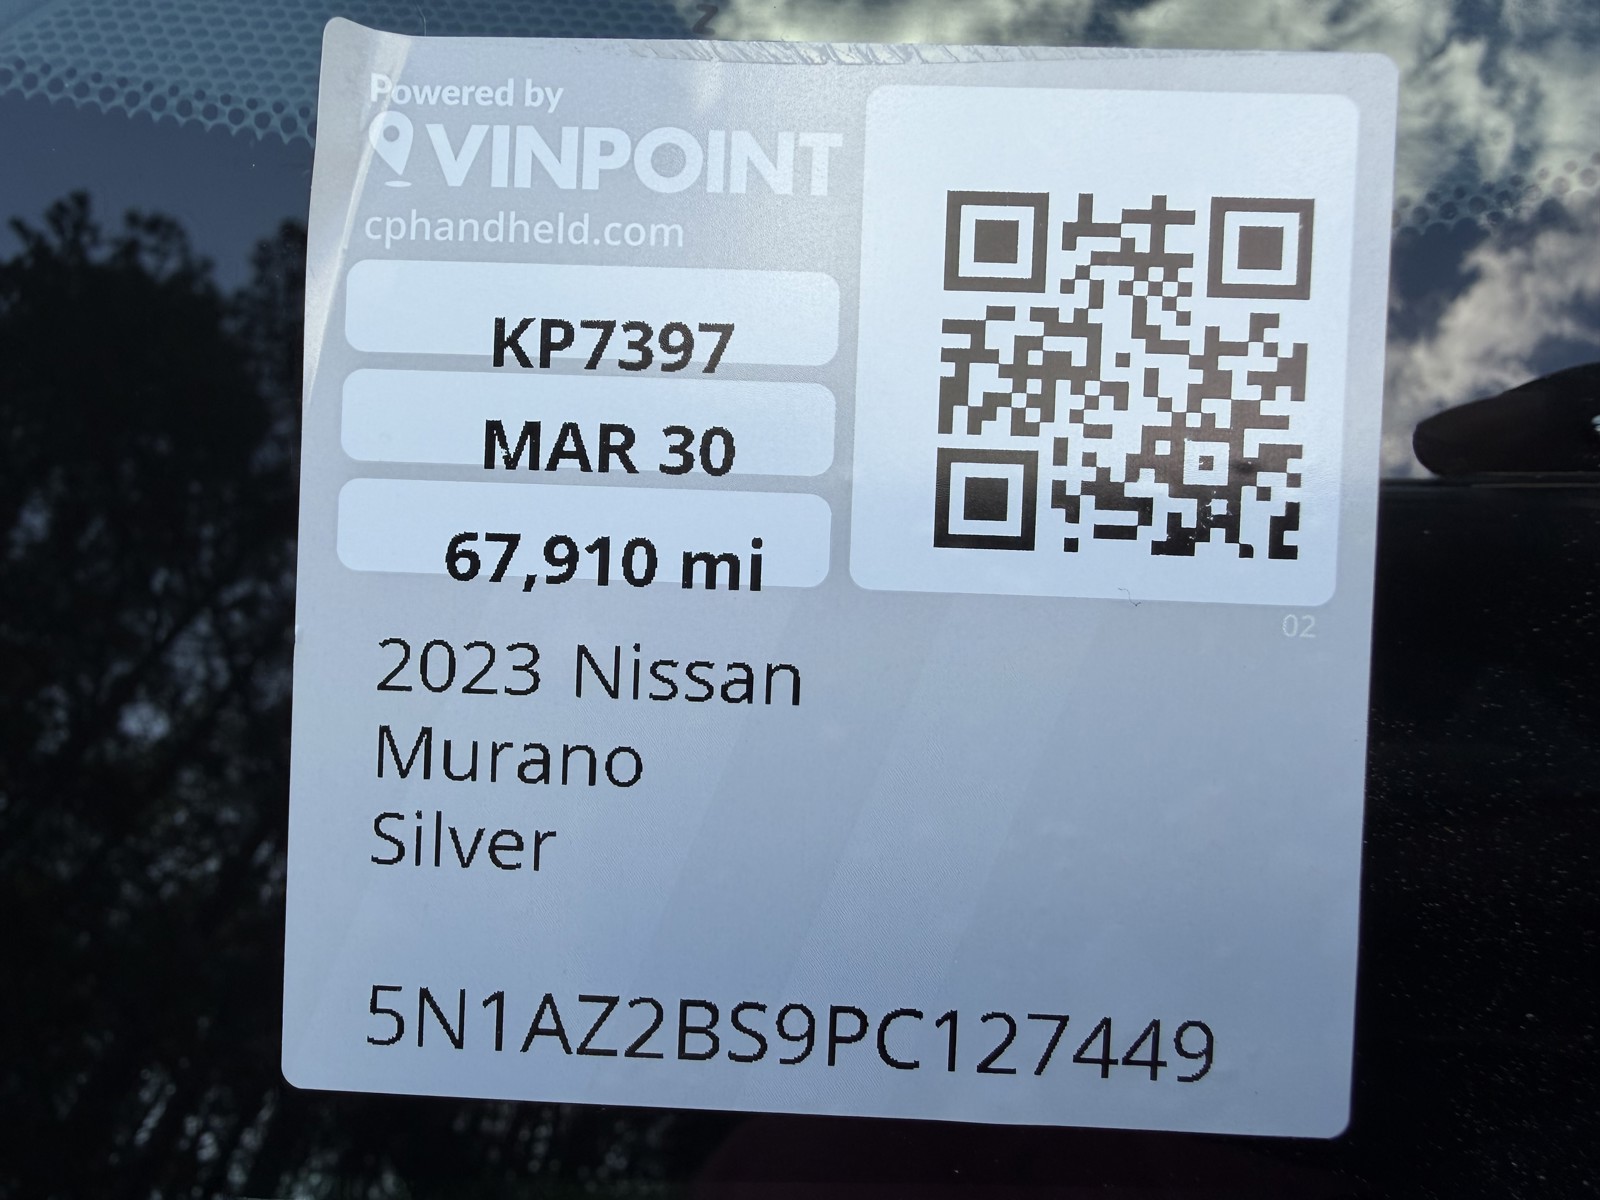 Powered by
VINPOINT
cphandheld.com
KP7397
MAR 30
67,910 mi
02
2023 Nissan
Murano
Silver
5N1AZ2BS9PC127449